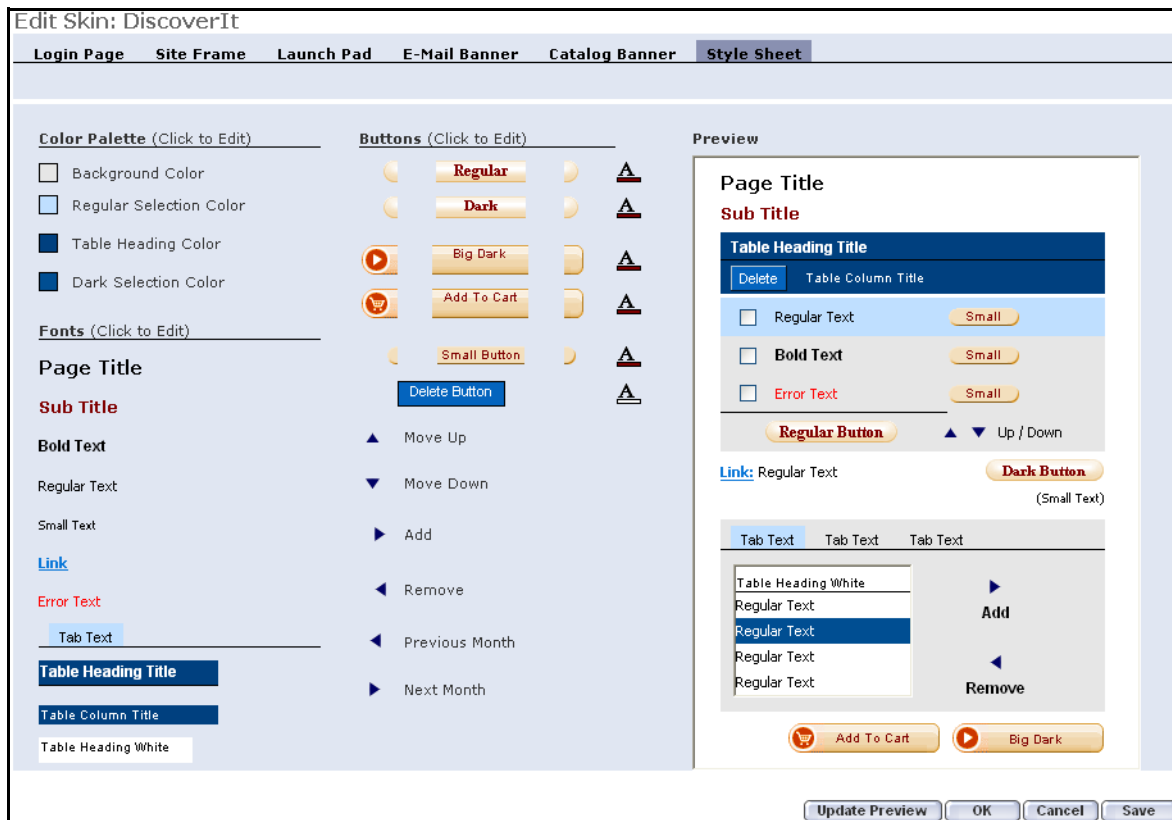 Edit Skin: DiscoverIt
Login Page Site Frame Launch Pad E-Mail Banner Catalog Banner Style Sheet
Color Palette (Click to Edit)
Background Color
Regular Selection Color
Table Heading Color
Dark Selection Color
Fonts (Click to Edit)
Page Title
Sub Title
Bold Text
Regular Text
Small Text
Link
Error Text
Tab Text
Table Heading Title
Table Column Title
Table Heading White
Buttons (Click to Edit)
Regular A
Dark A
Big Dark A
Add To Cart A
Small Button A
Delete Button A
Move Up
Move Down
Add
Remove
Previous Month
Next Month
Preview
Page Title
Sub Title
Table Heading Title
Delete Table Column Title
Regular Text Small
Bold Text Small
Error Text Small
Regular Button Up / Down
Link: Regular Text Dark Button
(Small Text)
Tab Text Tab Text Tab Text
Table Heading White
Regular Text
Regular Text
Regular Text
Regular Text
Add
Remove
Add To Cart Big Dark
Update Preview OK Cancel Save